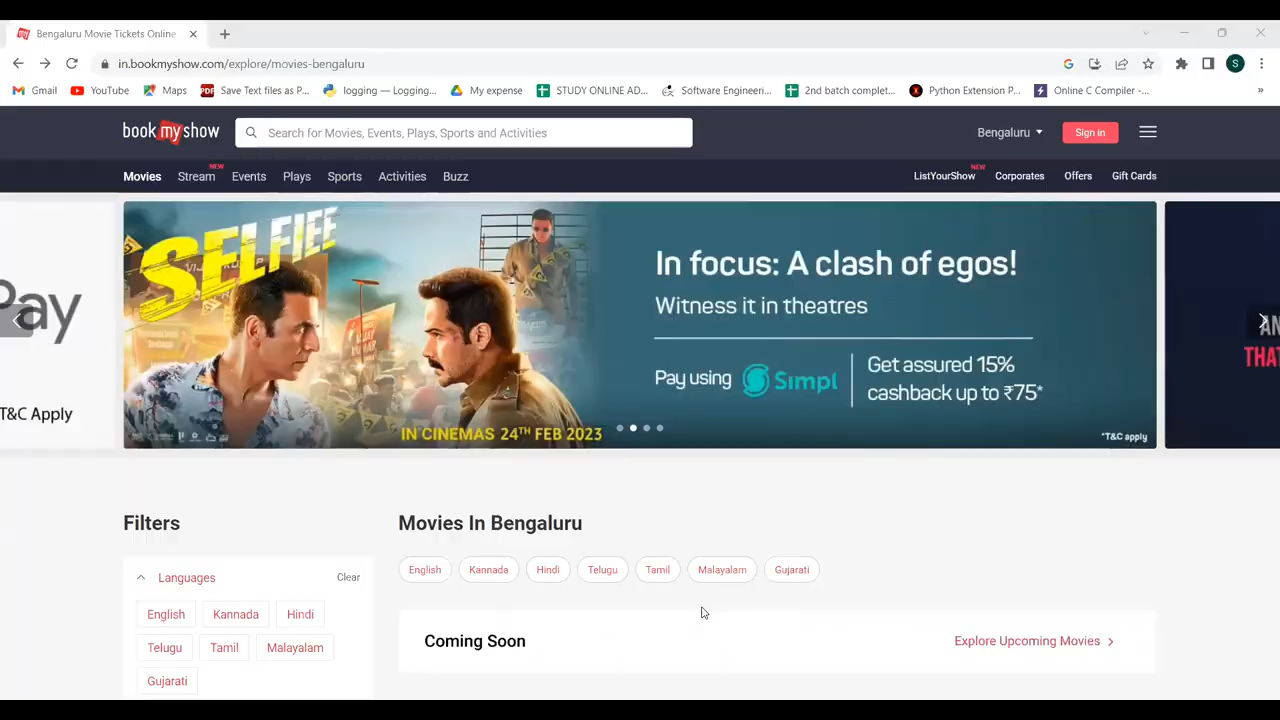 Bengaluru Movie Tickets Online
in.bookmyshow.com/explore/movies-bengaluru
S
Gmail YouTube Maps Save Text files as P... logging — Logging... My expense STUDY ONLINE AD... Software Engineeri... 2nd batch complet... Python Extension P... Online C Compiler -... »
book my show Search for Movies, Events, Plays, Sports and Activities Bengaluru Sign in
Movies Stream NEW Events Plays Sports Activities Buzz ListYourShow NEW Corporates Offers Gift Cards
SELFIEE
In focus: A clash of egos!
Witness it in theatres
Pay
Pay using Simpl
Get assured 15%
cashback up to ₹75*
T&C Apply
IN CINEMAS 24TH FEB 2023
*T&C apply
AN
THAT
Filters
Movies In Bengaluru
English Kannada Hindi Telugu Tamil Malayalam Gujarati
Languages Clear
English Kannada Hindi
Telugu Tamil Malayalam
Gujarati
Coming Soon Explore Upcoming Movies